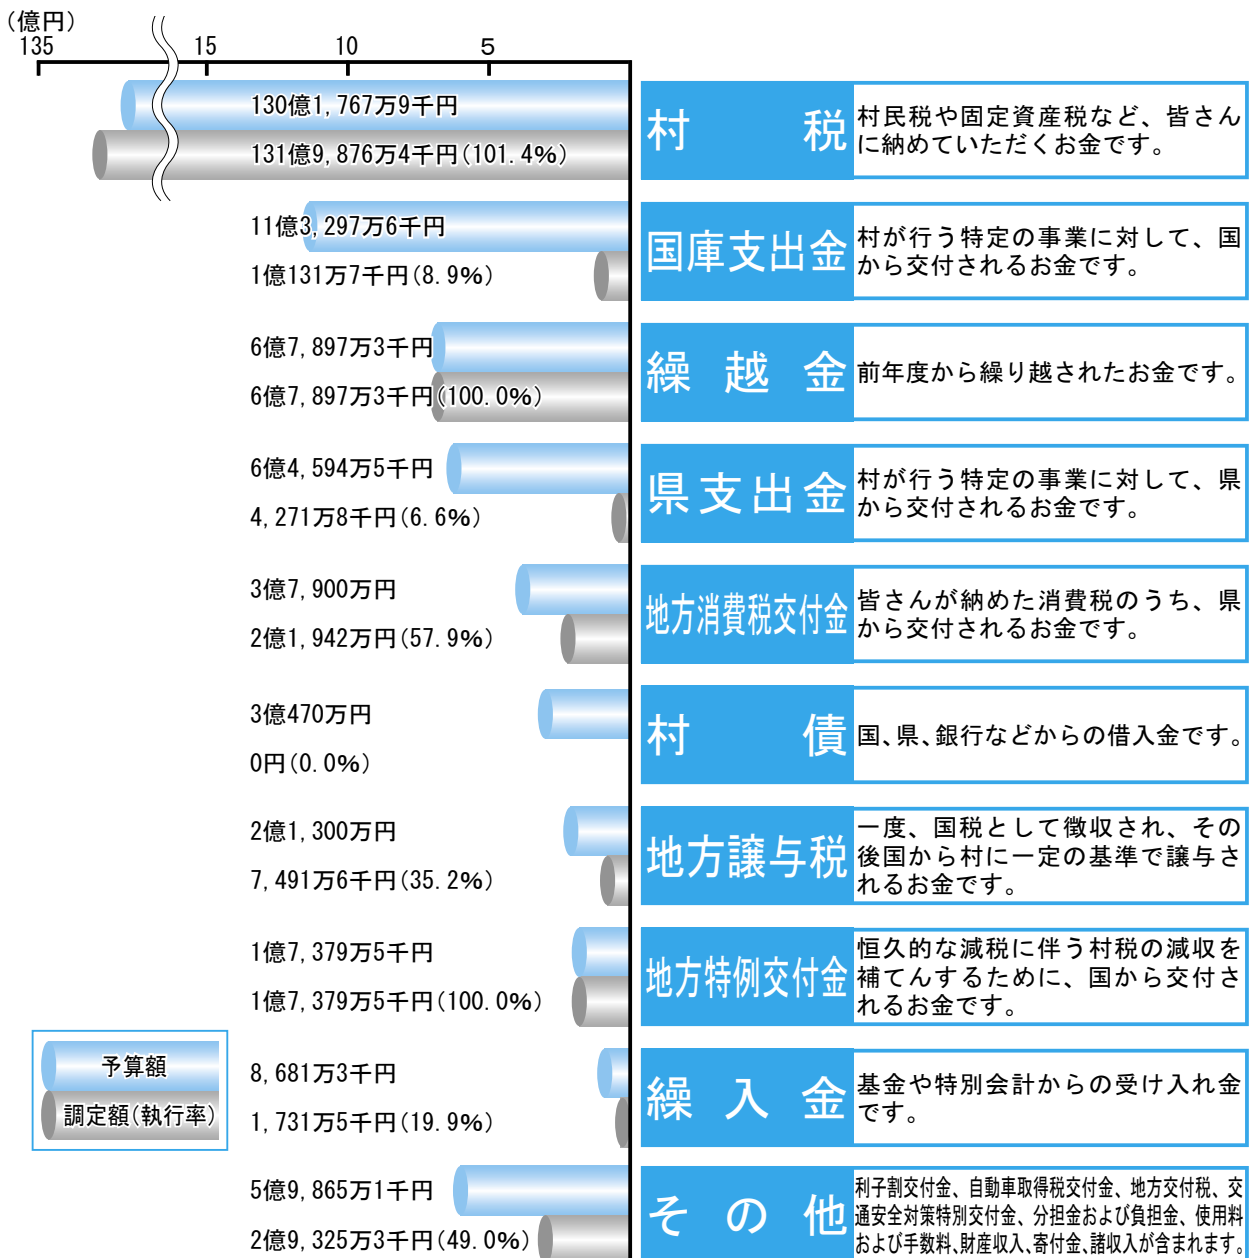 (億円)
135 15 10 5
130億1,767万9千円
131億9,876万4千円(101.4%)
村税
村民税や固定資産税など、皆さん
に納めていただくお金です。
11億3,297万6千円
1億131万7千円(8.9%)
国庫支出金
村が行う特定の事業に対して、国
から交付されるお金です。
6億7,897万3千円
6億7,897万3千円(100.0%)
繰越金
前年度から繰り越されたお金です。
6億4,594万5千円
4,271万8千円(6.6%)
県支出金
村が行う特定の事業に対して、県
から交付されるお金です。
3億7,900万円
2億1,942万円(57.9%)
地方消費税交付金
皆さんが納めた消費税のうち、県
から交付されるお金です。
3億470万円
0円(0.0%)
村債
国、県、銀行などからの借入金です。
2億1,300万円
7,491万6千円(35.2%)
地方譲与税
一度、国税として徴収され、その
後国から村に一定の基準で譲与さ
れるお金です。
1億7,379万5千円
1億7,379万5千円(100.0%)
地方特例交付金
恒久的な減税に伴う村税の減収を
補てんするために、国から交付さ
れるお金です。
予算額
調定額(執行率)
8,681万3千円
1,731万5千円(19.9%)
繰入金
基金や特別会計からの受け入れ金
です。
5億9,865万1千円
2億9,325万3千円(49.0%)
その他
利子割交付金、自動車取得税交付金、地方交付税、交
通安全対策特別交付金、分担金および負担金、使用料
および手数料、財産収入、寄付金、諸収入が含まれます。